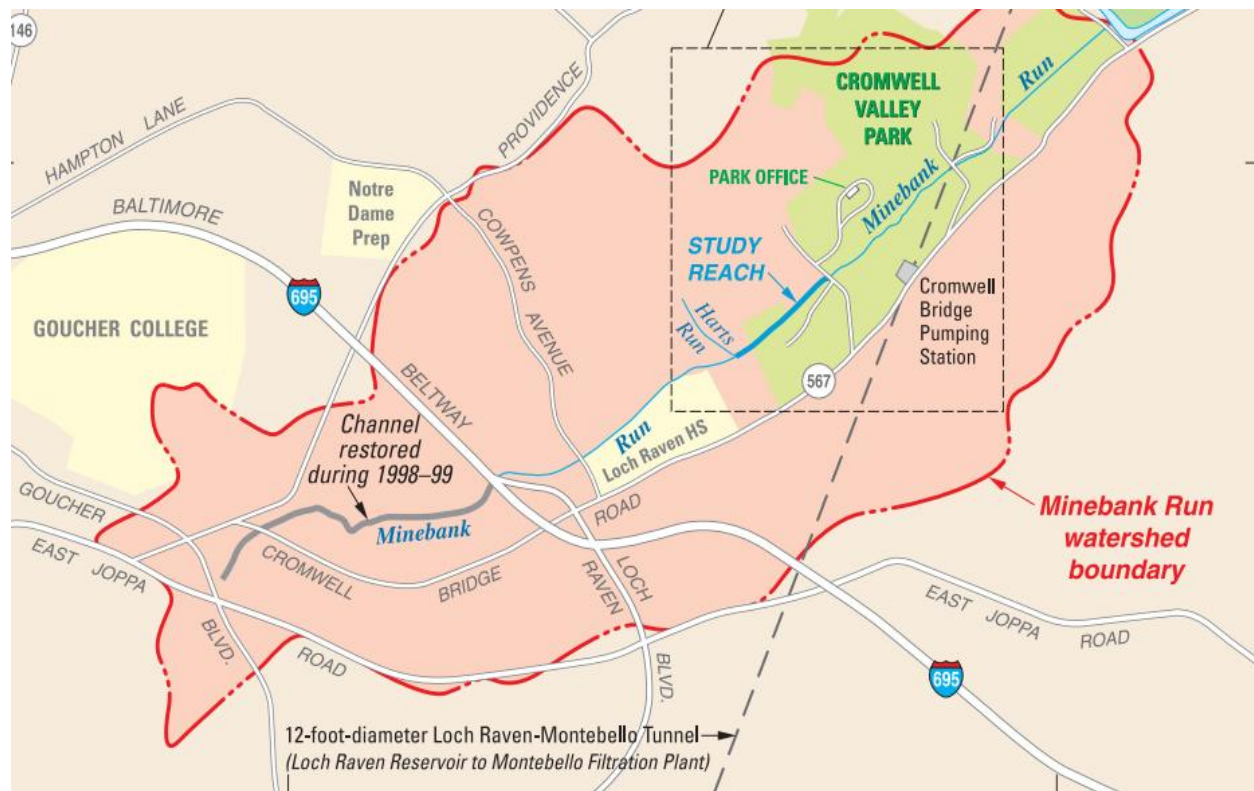 146
HAMPTON LANE
PROVIDENCE
BALTIMORE
Notre
Dame
Prep
COWPENS
AVENUE
CROMWELL
VALLEY
PARK
Run
PARK OFFICE
Minebank
STUDY
REACH
Harts
Run
695
GOUCHER COLLEGE
BELTWAY
Cromwell
Bridge
Pumping
Station
567
Channel
restored
during 1998–99
Run
Loch Raven HS
GOUCHER
BLVD.
Minebank
ROAD
EAST JOPPA
ROAD
CROMWELL
BRIDGE
LOCH
RAVEN
BLVD.
Minebank Run
watershed
boundary
EAST JOPPA
ROAD
695
12-foot-diameter Loch Raven-Montebello Tunnel
(Loch Raven Reservoir to Montebello Filtration Plant)